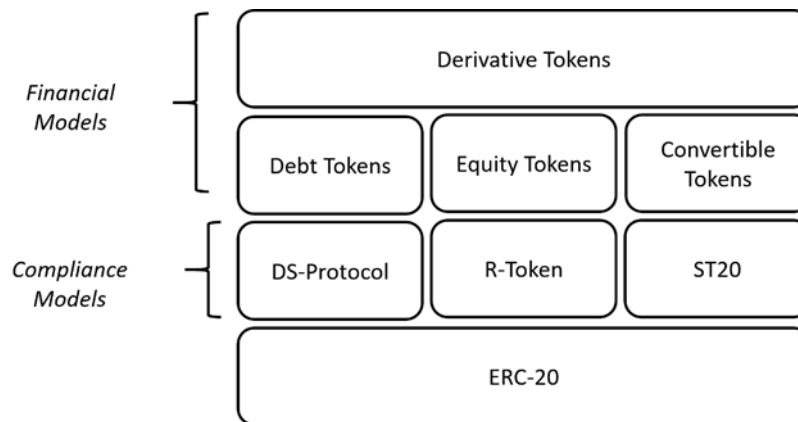 Derivative Tokens
Financial
Models
Debt Tokens
Equity Tokens
Convertible
Tokens
Compliance
Models
DS-Protocol
R-Token
ST20
ERC-20